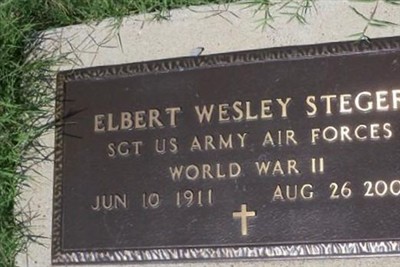 ELBERT WESLEY STEGER
SGT US ARMY AIR FORCES
WORLD WAR II
JUN 10 1911 AUG 26 200